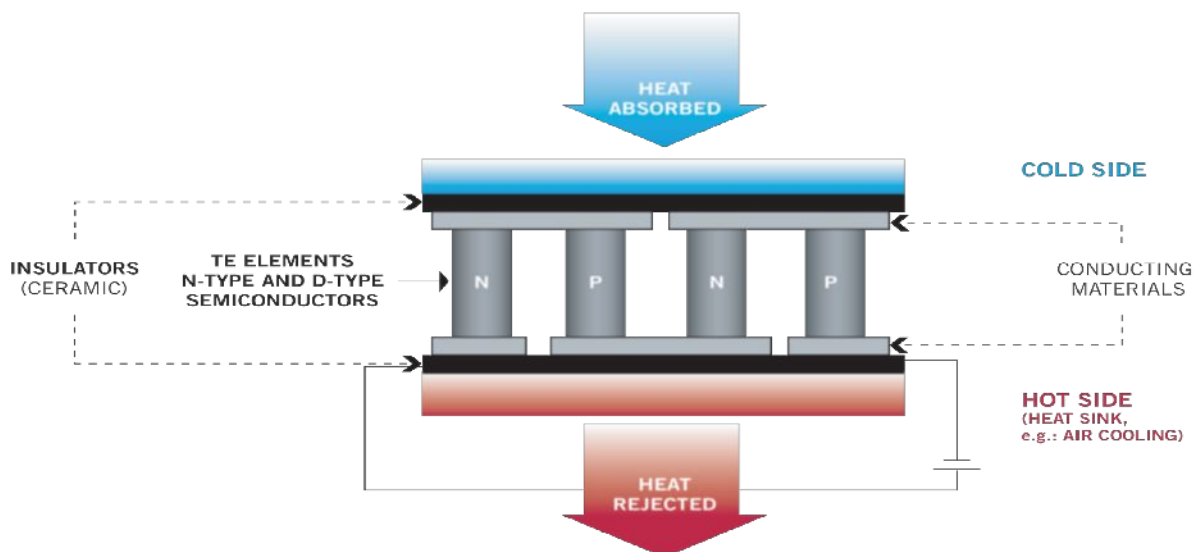 HEAT
ABSORBED
COLD SIDE
INSULATORS
(CERAMIC)
TE ELEMENTS
N-TYPE AND D-TYPE
SEMICONDUCTORS
N
P
N
P
CONDUCTING
MATERIALS
HOT SIDE
(HEAT SINK,
e.g.: AIR COOLING)
HEAT
REJECTED